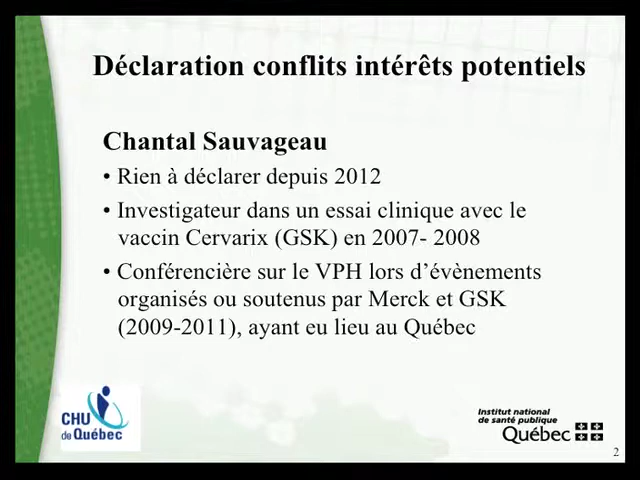 Déclaration conflits intérêts potentiels
Chantal Sauvageau
• Rien à déclarer depuis 2012
• Investigateur dans un essai clinique avec le
vaccin Cervarix (GSK) en 2007- 2008
• Conférencière sur le VPH lors d’évènements
organisés ou soutenus par Merck et GSK
(2009-2011), ayant eu lieu au Québec
CHU
de Québec
Institut national
de santé publique
Québec
2